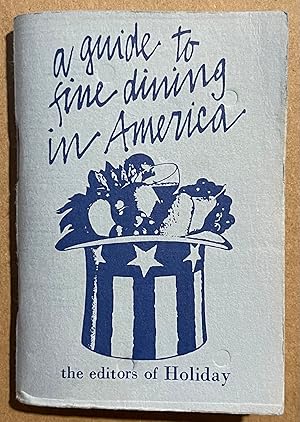 a guide to
fine dining
in America
the editors of Holiday